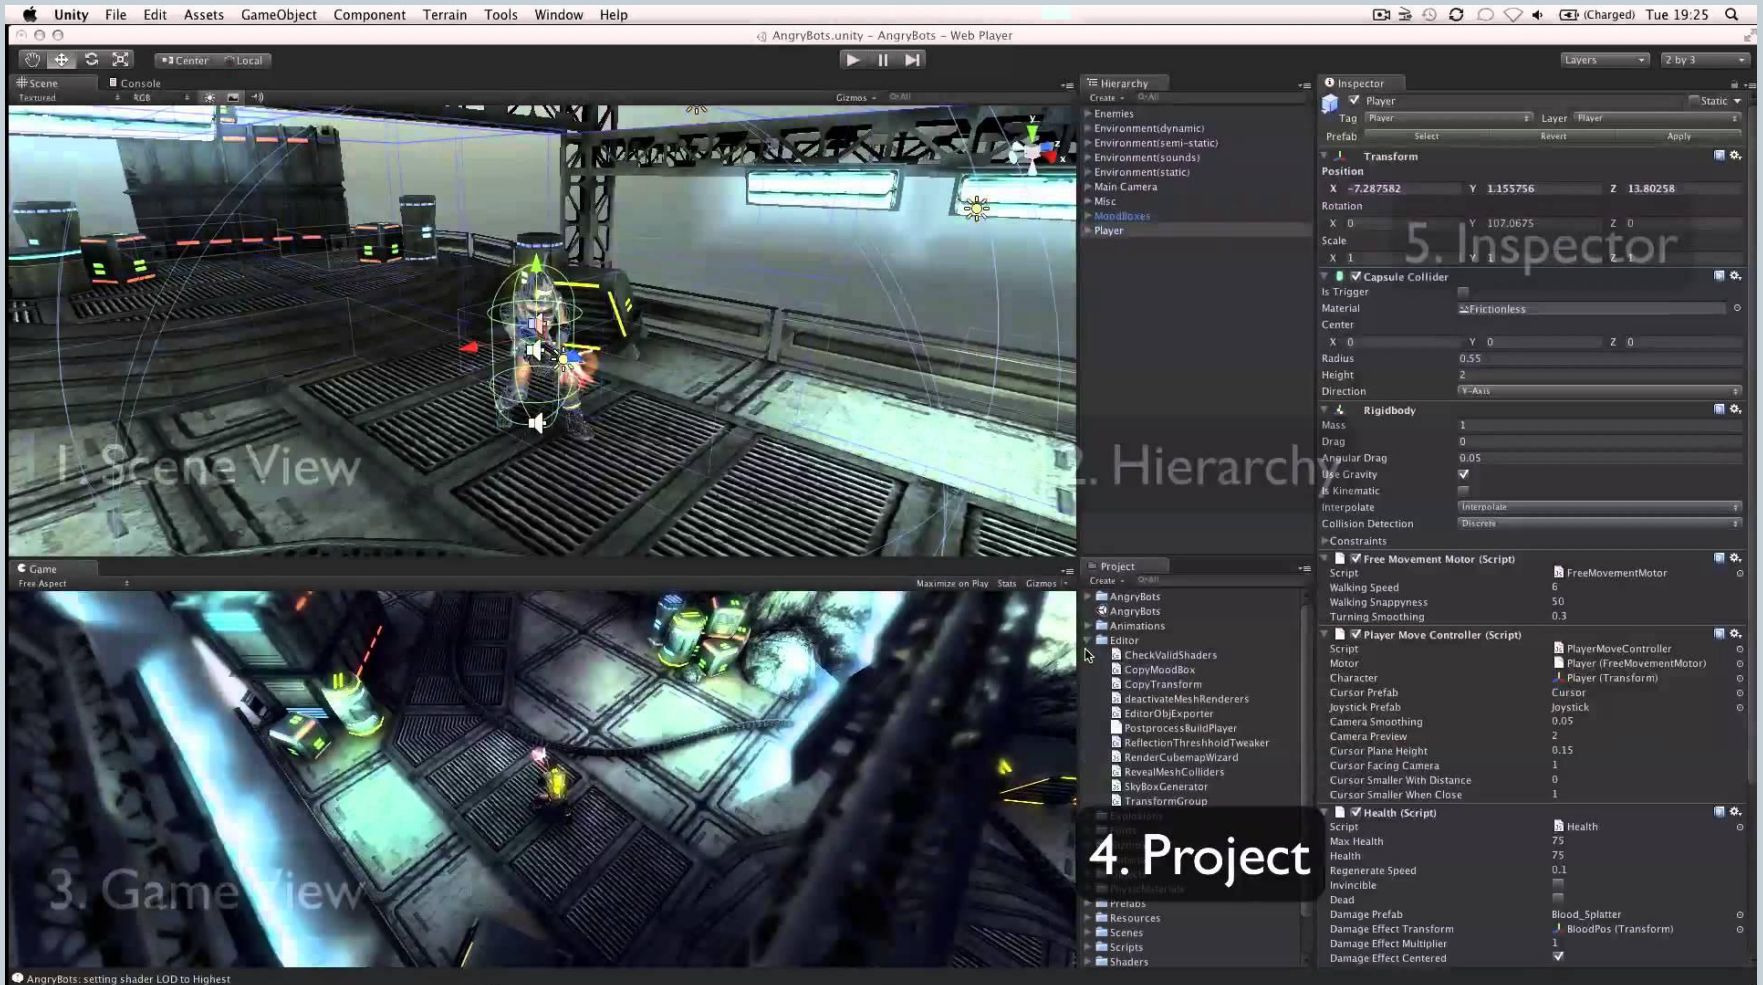 Unity File Edit Assets GameObject Component Terrain Tools Window Help (Charged) Tue 19:25
AngryBots.unity - AngryBots - Web Player
Center Local Layers 2 by 3
Scene Console
Textured RGB Gizmos All
1. Scene View
Game
Free Aspect Maximize on Play Stats Gizmos
3. Game View
Hierarchy
Create All
Enemies
Environment(dynamic)
Environment(semi-static)
Environment(sounds)
Environment(static)
Main Camera
Misc
MoodBoxes
Player
2. Hierarchy
Project
Create All
AngryBots
AngryBots
Animations
Editor
CheckValidShaders
CopyMoodBox
CopyTransform
deactivateMeshRenderers
EditorObjExporter
PostprocessBuildPlayer
ReflectionThreshholdTweaker
RenderCubemapWizard
RevealMeshColliders
SkyBoxGenerator
TransformGroup
Explosions
4. Project
PhysicMaterials
Prefabs
Resources
Scenes
Scripts
Shaders
Inspector
Player Static
Tag Player Layer Player
Prefab Select Revert Apply
Transform
Position
X -7.287582 Y 1.155756 Z 13.80258
Rotation
X 0 Y 107.0675 Z 0
Scale
X 1 Y 1 Z 1
5. Inspector
Capsule Collider
Is Trigger
Material Frictionless
Center
X 0 Y 0 Z 0
Radius 0.55
Height 2
Direction Y-Axis
Rigidbody
Mass 1
Drag 0
Angular Drag 0.05
Use Gravity
Is Kinematic
Interpolate Interpolate
Collision Detection Discrete
Constraints
Free Movement Motor (Script)
Script FreeMovementMotor
Walking Speed 6
Walking Snappyness 50
Turning Smoothing 0.3
Player Move Controller (Script)
Script PlayerMoveController
Motor Player (FreeMovementMotor)
Character Player (Transform)
Cursor Prefab Cursor
Joystick Prefab Joystick
Camera Smoothing 0.05
Camera Preview 2
Cursor Plane Height 0.15
Cursor Facing Camera 1
Cursor Smaller With Distance 0
Cursor Smaller When Close 1
Health (Script)
Script Health
Max Health 75
Health 75
Regenerate Speed 0.1
Invincible
Dead
Damage Prefab Blood_Splatter
Damage Effect Transform BloodPos (Transform)
Damage Effect Multiplier 1
Damage Effect Centered
AngryBots: setting shader LOD to Highest